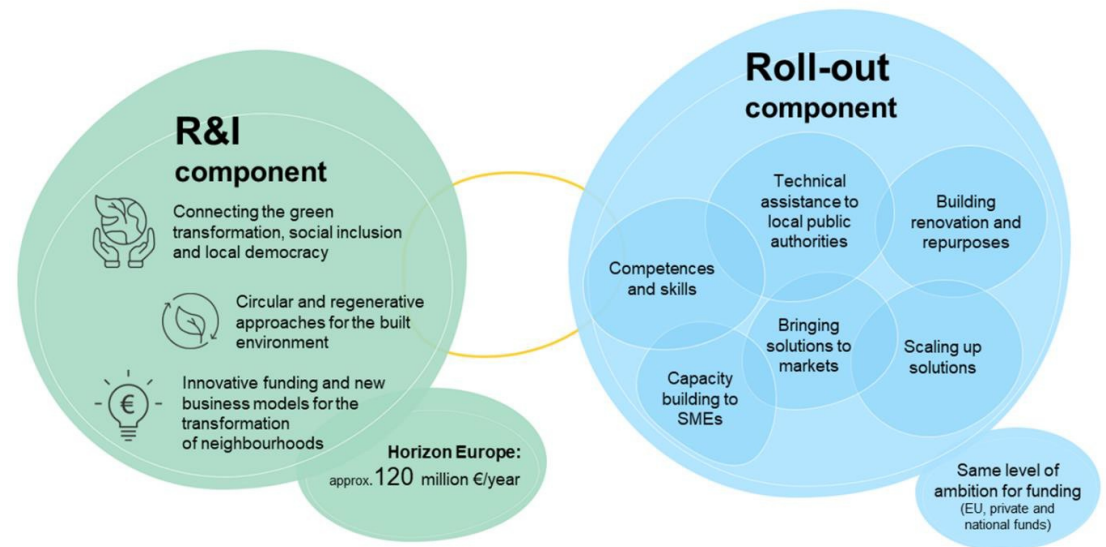 R&I
component
Connecting the green
transformation, social inclusion
and local democracy
Circular and regenerative
approaches for the built
environment
€
Innovative funding and new
business models for the
transformation
of neighbourhoods
Horizon Europe:
approx. 120 million €/year
Roll-out
component
Technical
assistance to
local public
authorities
Building
renovation and
repurposes
Competences
and skills
Bringing
solutions to
markets
Scaling up
solutions
Capacity
building to
SMEs
Same level of
ambition for funding
(EU, private and
national funds)